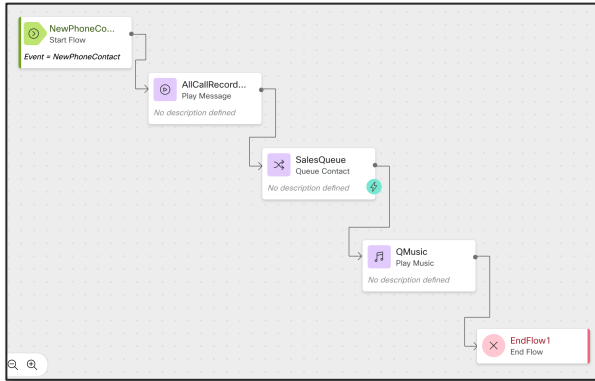 NewPhoneCo...
Start Flow
Event = NewPhoneContact
AllCallRecord...
Play Message
No description defined
SalesQueue
Queue Contact
No description defined
QMusic
Play Music
No description defined
EndFlow1
End Flow